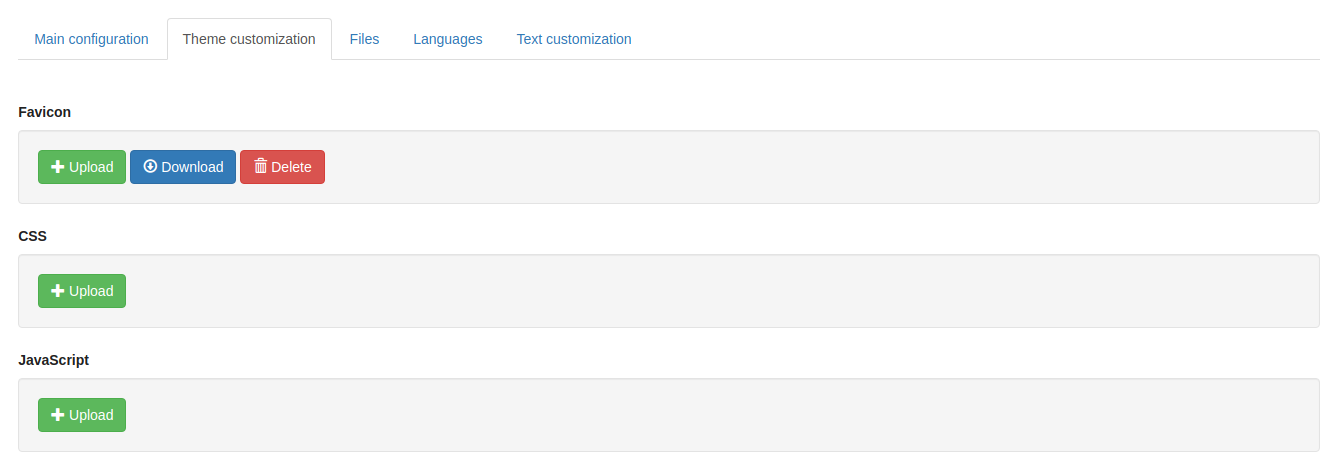 Main configuration Theme customization Files Languages Text customization
Favicon
Upload Download Delete
CSS
Upload
JavaScript
Upload